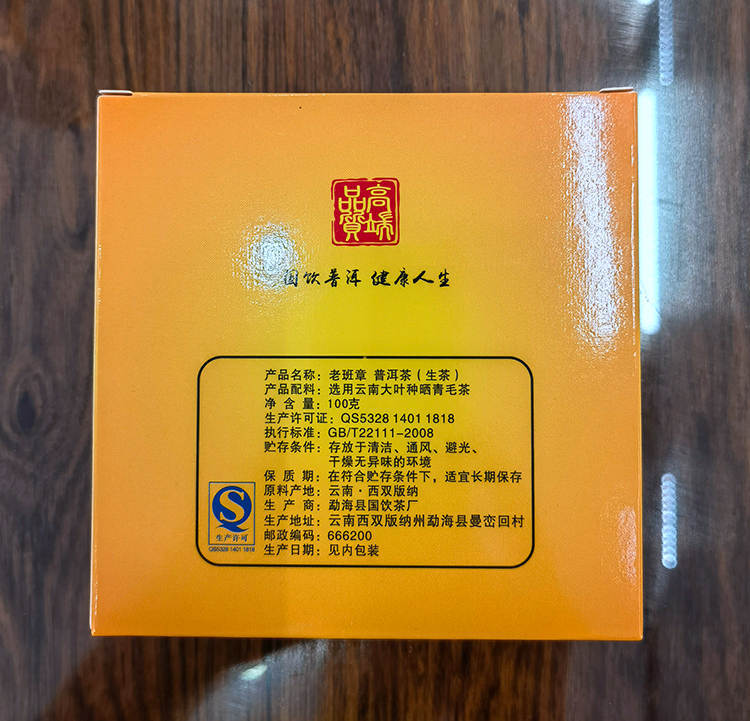 高端
品質
国饮普洱 健康人生
产品名称: 老班章 普洱茶(生茶)
产品配料: 选用云南大叶种晒青毛茶
净 含 量: 100克
生产许可证: QS5328 1401 1818
执行标准: GB/T22111-2008
贮存条件: 存放于清洁、通风、避光、
干燥无异味的环境
保 质 期: 在符合贮存条件下，适宜长期保存
原料产地: 云南·西双版纳
生 产 商: 勐海县国饮茶厂
生产地址: 云南西双版纳州勐海县曼峦回村
邮政编码: 666200
生产日期: 见内包装
生产许可
QS5328 1401 1818